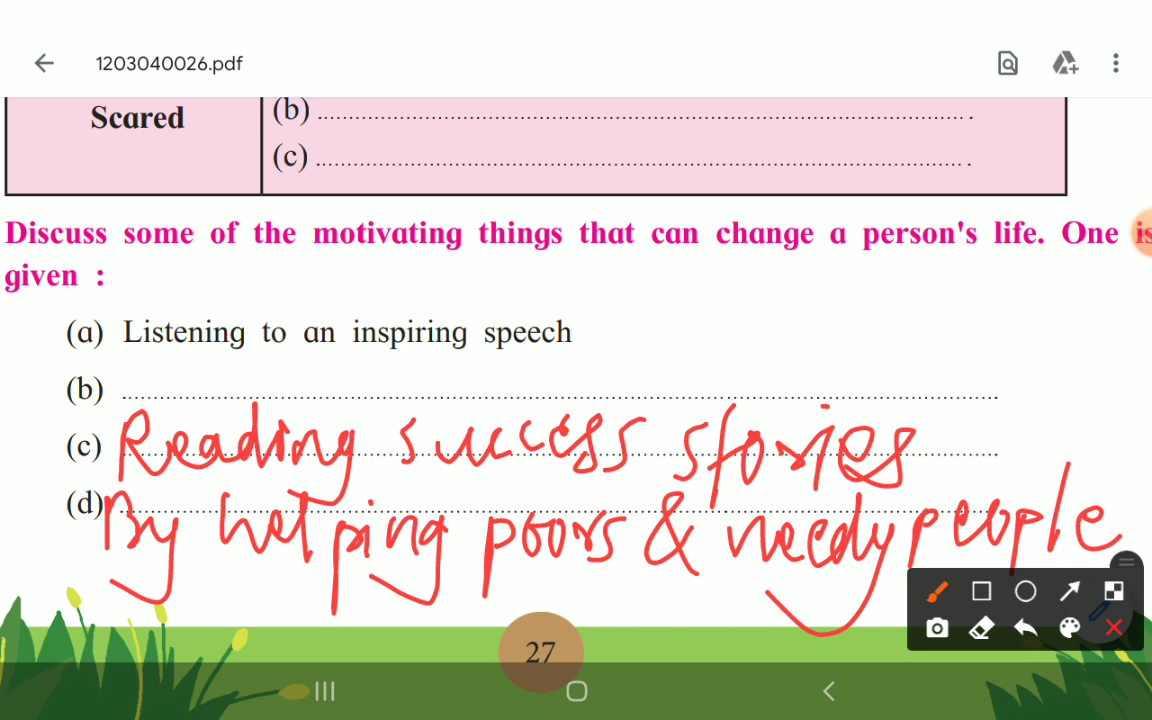 1203040026.pdf
Scared
(b) .
(c) .
Discuss some of the motivating things that can change a person's life. One is
given :
(a) Listening to an inspiring speech
(b)
(c) Reading success stories
(d) By helping poors & needy people
27